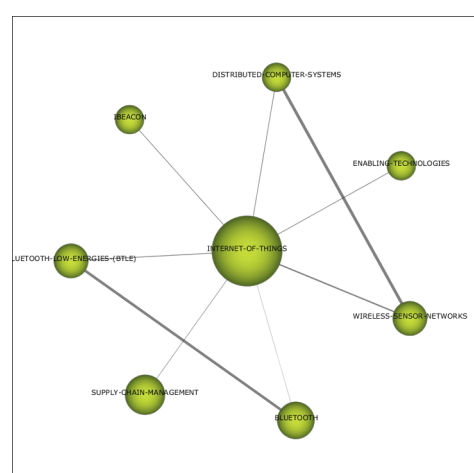 DISTRIBUTED-COMPUTER-SYSTEMS
IBEACON
ENABLING-TECHNOLOGIES
INTERNET-OF-THINGS
LUETOOTH-LOW-ENERGIES-(BTLE)
WIRELESS-SENSOR-NETWORKS
SUPPLY-CHAIN-MANAGEMENT
BLUETOOTH